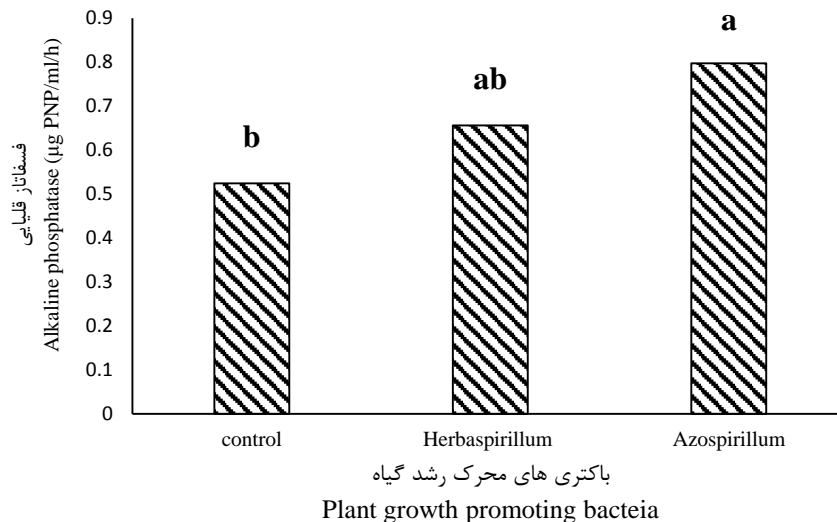 فسفاتاز قلیایی
Alkaline phosphatase (µg PNP/ml/h)
0.9
0.8
0.7
0.6
0.5
0.4
0.3
0.2
0.1
0
b
ab
a
control
Herbaspirillum
Azospirillum
باکتری های محرک رشد گیاه
Plant growth promoting bacteia